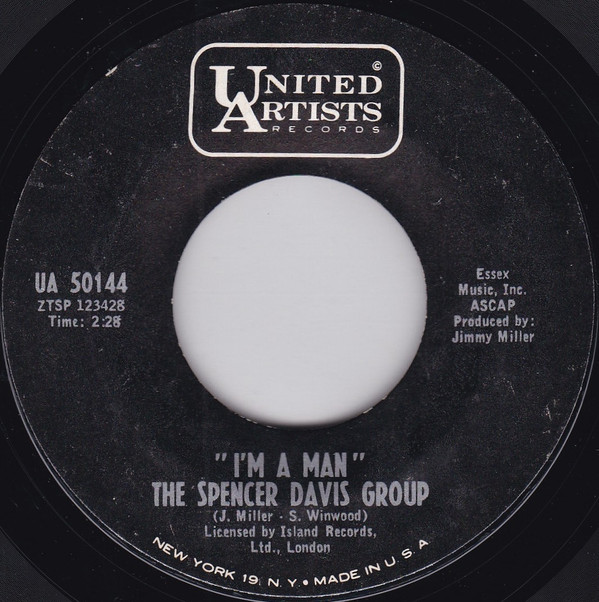 ©
UNITED
ARTISTS
RECORDS
UA 50144
ZTSP 123428
Time: 2:28
Essex
Music, Inc.
ASCAP
Produced by:
Jimmy Miller
"I'M A MAN"
THE SPENCER DAVIS GROUP
(J. Miller - S. Winwood)
Licensed by Island Records,
Ltd., London
NEW YORK 19, N.Y. • MADE IN U.S.A.